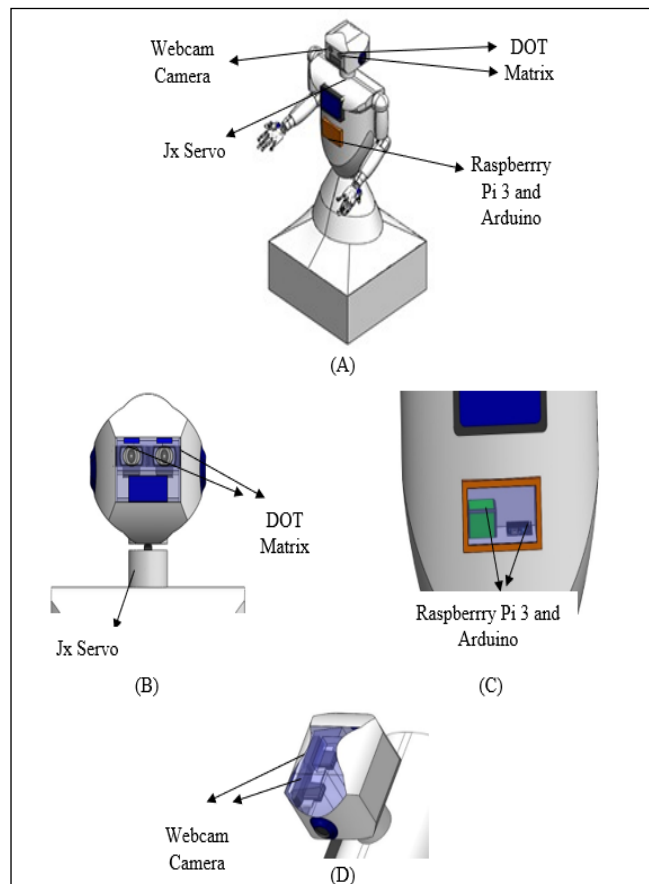 Webcam
Camera
DOT
Matrix
Jx Servo
Raspberrry
Pi 3 and
Arduino
(A)
DOT
Matrix
Jx Servo
(B)
Raspberrry Pi 3 and
Arduino
(C)
Webcam
Camera
(D)